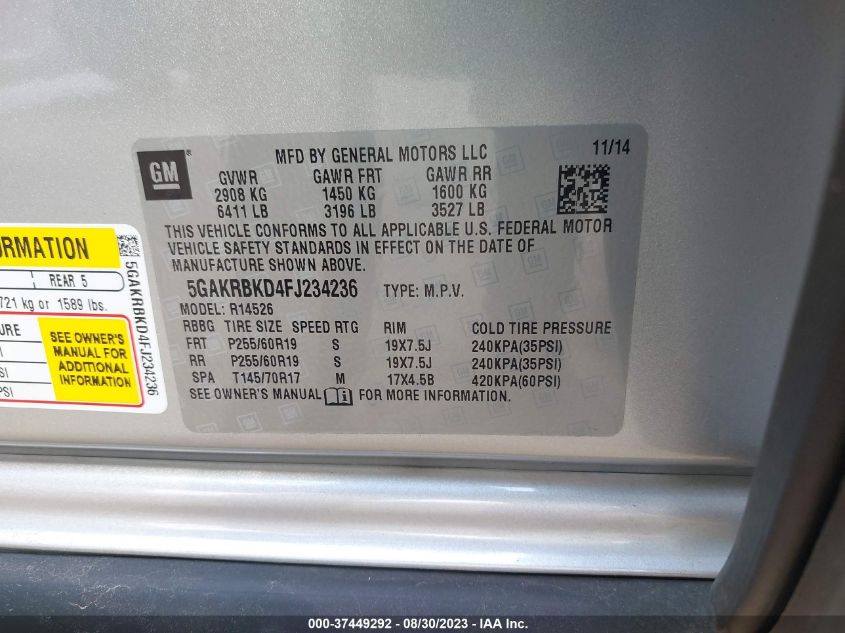 GM
MFD BY GENERAL MOTORS LLC 11/14
GVWR GAWR FRT GAWR RR
2908 KG 1450 KG 1600 KG
6411 LB 3196 LB 3527 LB
THIS VEHICLE CONFORMS TO ALL APPLICABLE U.S. FEDERAL MOTOR
VEHICLE SAFETY STANDARDS IN EFFECT ON THE DATE OF
MANUFACTURE SHOWN ABOVE.
5GAKRBKD4FJ234236 TYPE: M.P.V.
MODEL: R14526
RBBG TIRE SIZE SPEED RTG RIM COLD TIRE PRESSURE
FRT P255/60R19 S 19X7.5J 240KPA(35PSI)
RR P255/60R19 S 19X7.5J 240KPA(35PSI)
SPA T145/70R17 M 17X4.5B 420KPA(60PSI)
SEE OWNER'S MANUAL FOR MORE INFORMATION.
ORMATION
REAR 5
721 kg or 1589 lbs.
URE
SI
SI
PSI
SEE OWNER'S
MANUAL FOR
ADDITIONAL
INFORMATION
5GAKRBKD4FJ234236
000-37449292 - 08/30/2023 - IAA Inc.